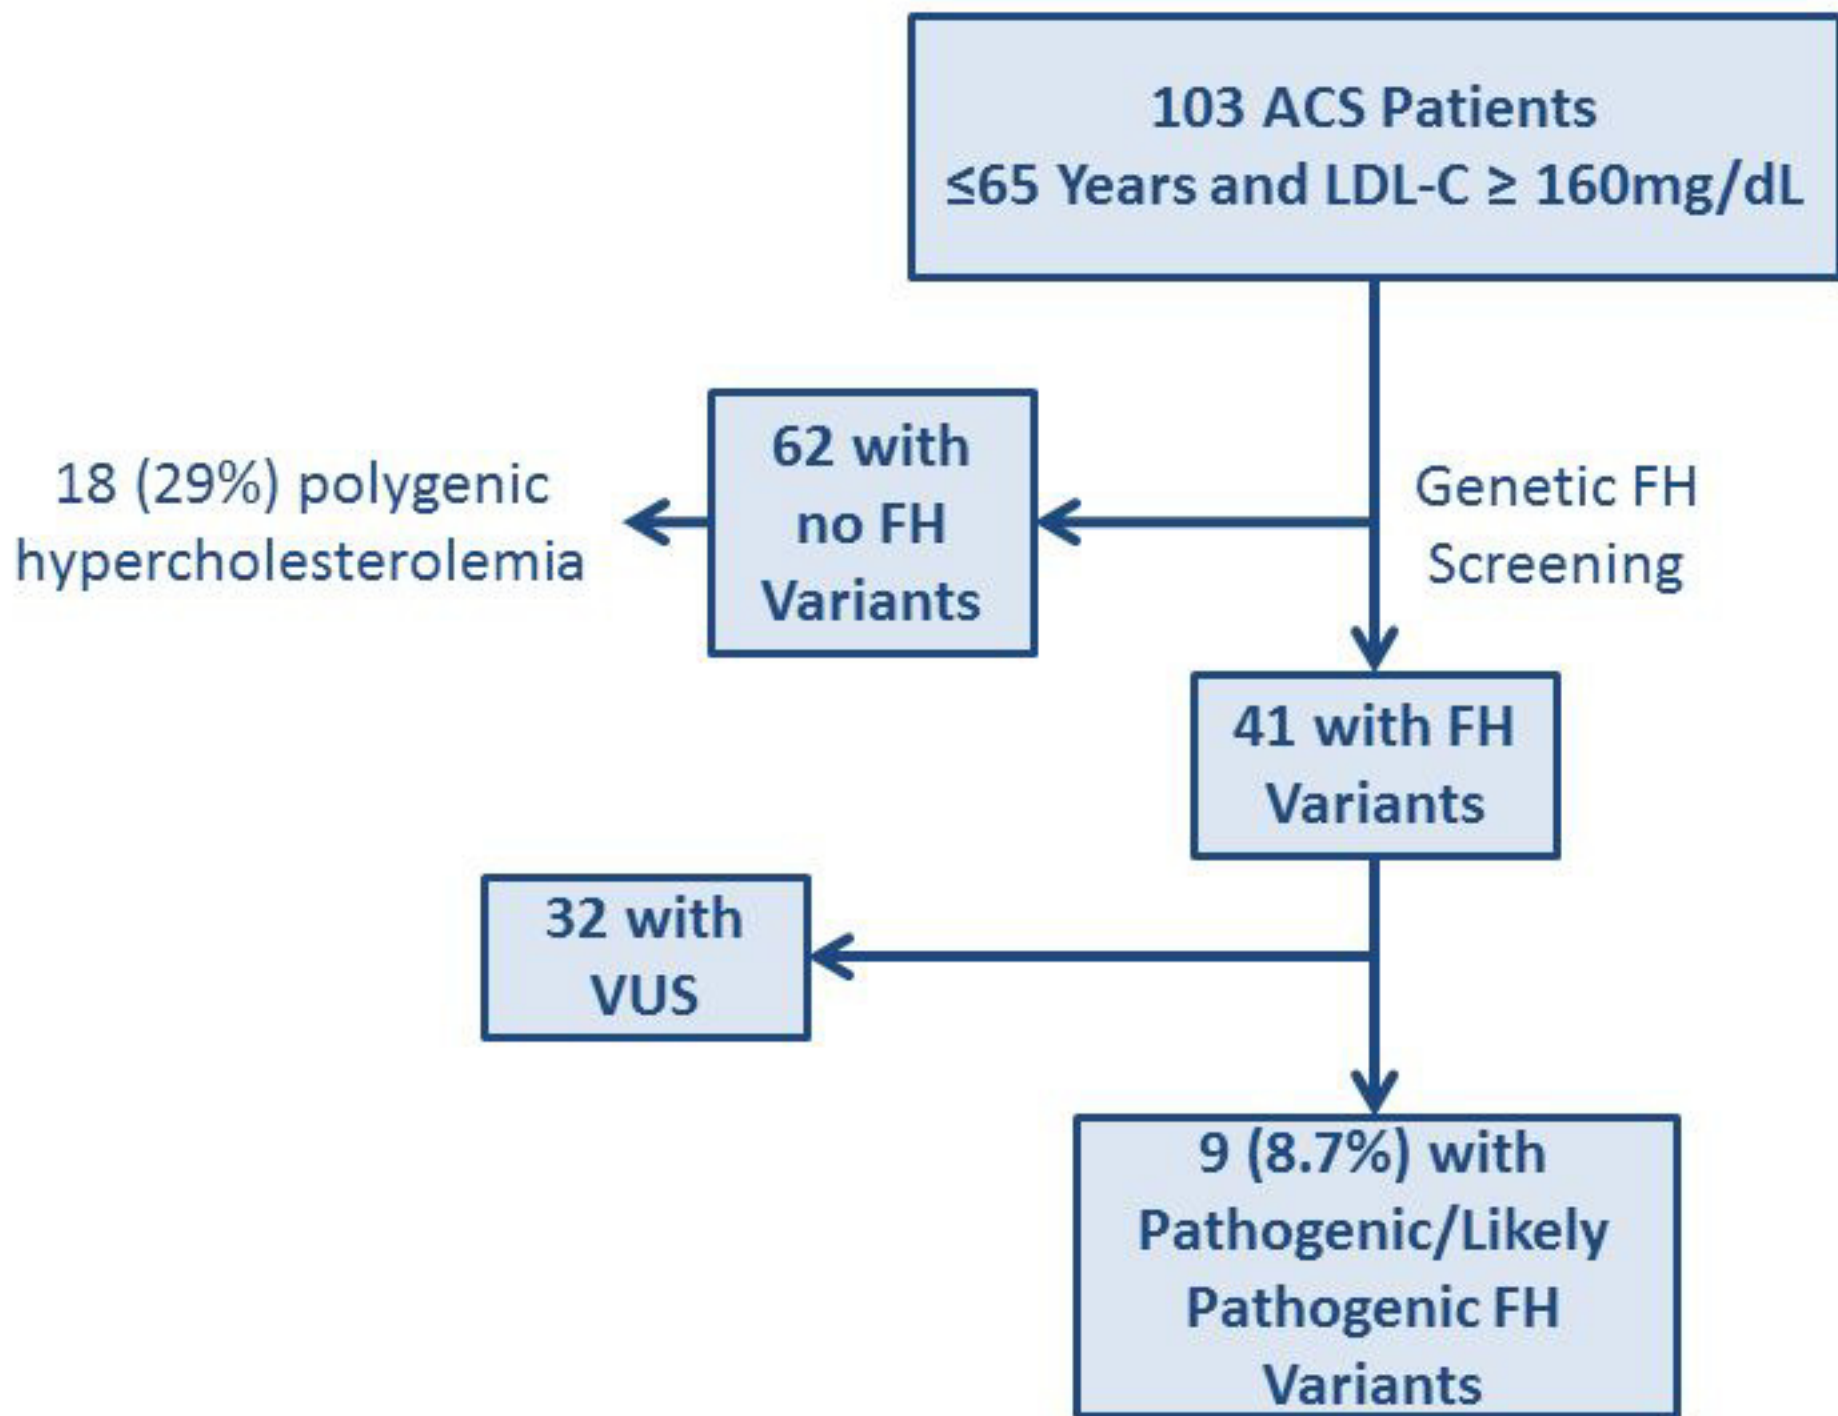 103 ACS Patients
≤65 Years and LDL-C ≥ 160mg/dL
62 with
no FH
Variants
18 (29%) polygenic
hypercholesterolemia
Genetic FH
Screening
41 with FH
Variants
32 with
VUS
9 (8.7%) with
Pathogenic/Likely
Pathogenic FH
Variants